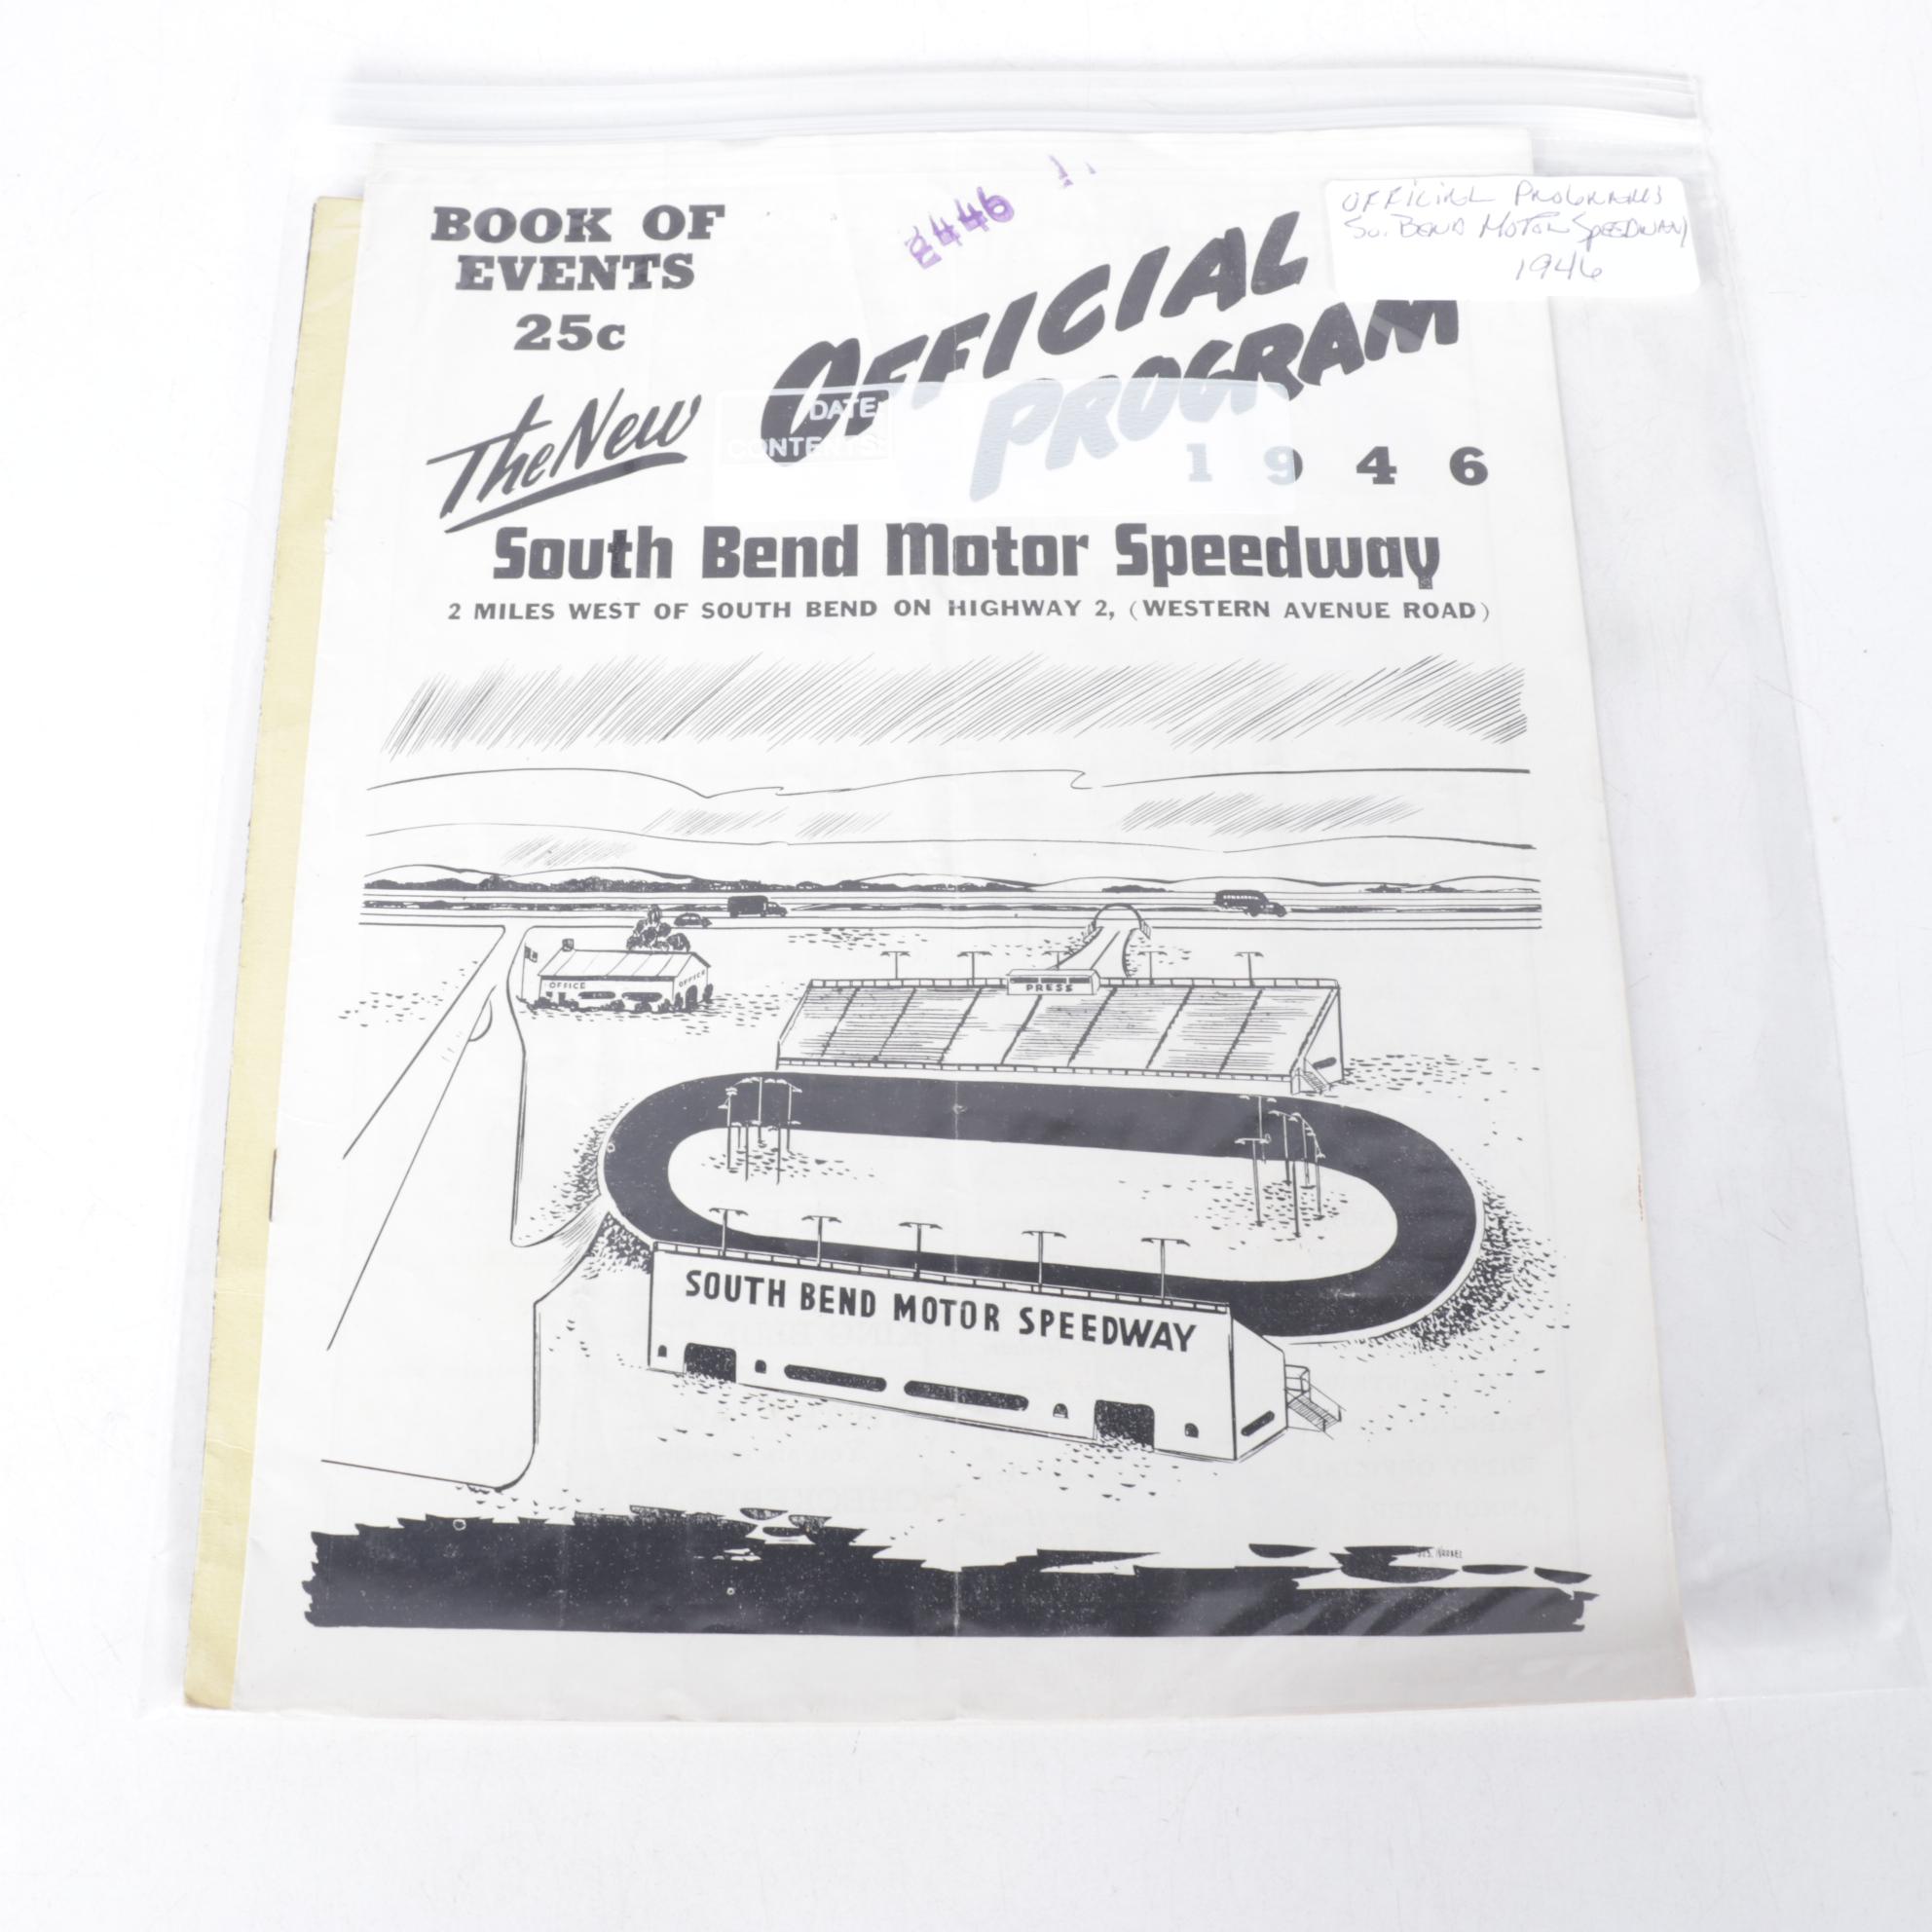 BOOK OF
EVENTS
25c
2446
OFFICIAL
PROGRAM
1946
OFFICIAL PROGRAMS
So. BEND MOTOR SPEEDWAY
1946
DATE
CONTENTS:
The New
South Bend Motor Speedway
2 MILES WEST OF SOUTH BEND ON HIGHWAY 2, (WESTERN AVENUE ROAD)
OFFICE
OFFICE
PRESS
SOUTH BEND MOTOR SPEEDWAY